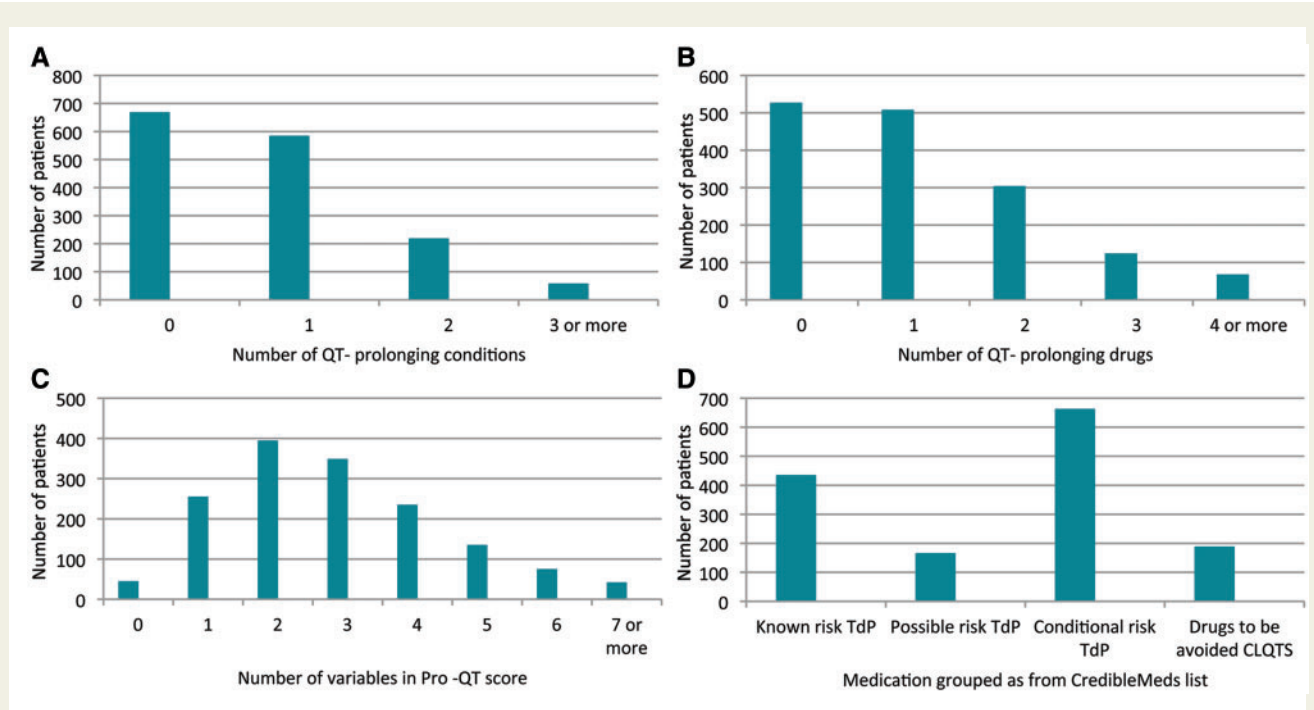 A
800
700
600
500
400
300
200
100
0
Number of patients
0 1 2 3 or more
Number of QT- prolonging conditions
B
600
500
400
300
200
100
0
Number of patients
0 1 2 3 4 or more
Number of QT- prolonging drugs
C
500
400
300
200
100
0
Number of patients
0 1 2 3 4 5 6 7 or
more
Number of variables in Pro -QT score
D
700
600
500
400
300
200
100
0
Number of patients
Known risk TdP Possible risk TdP Conditional risk Drugs to be
TdP avoided CLQTS
Medication grouped as from CredibleMeds list